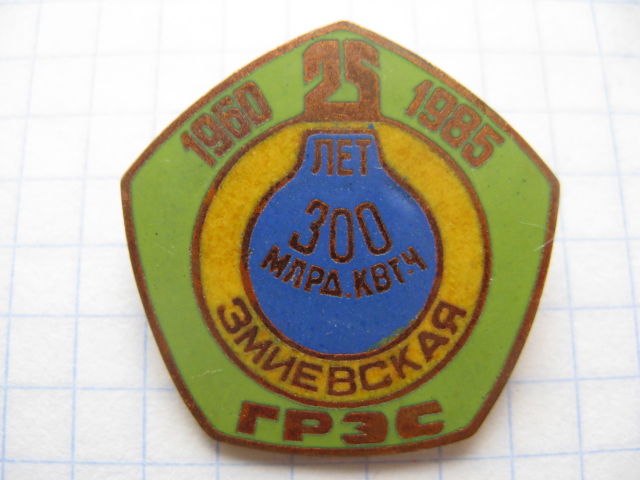 1960 25 1985
ЛЕТ
300
МЛРД.КВТ.Ч
ЗМИЕВСКАЯ
ГРЭС